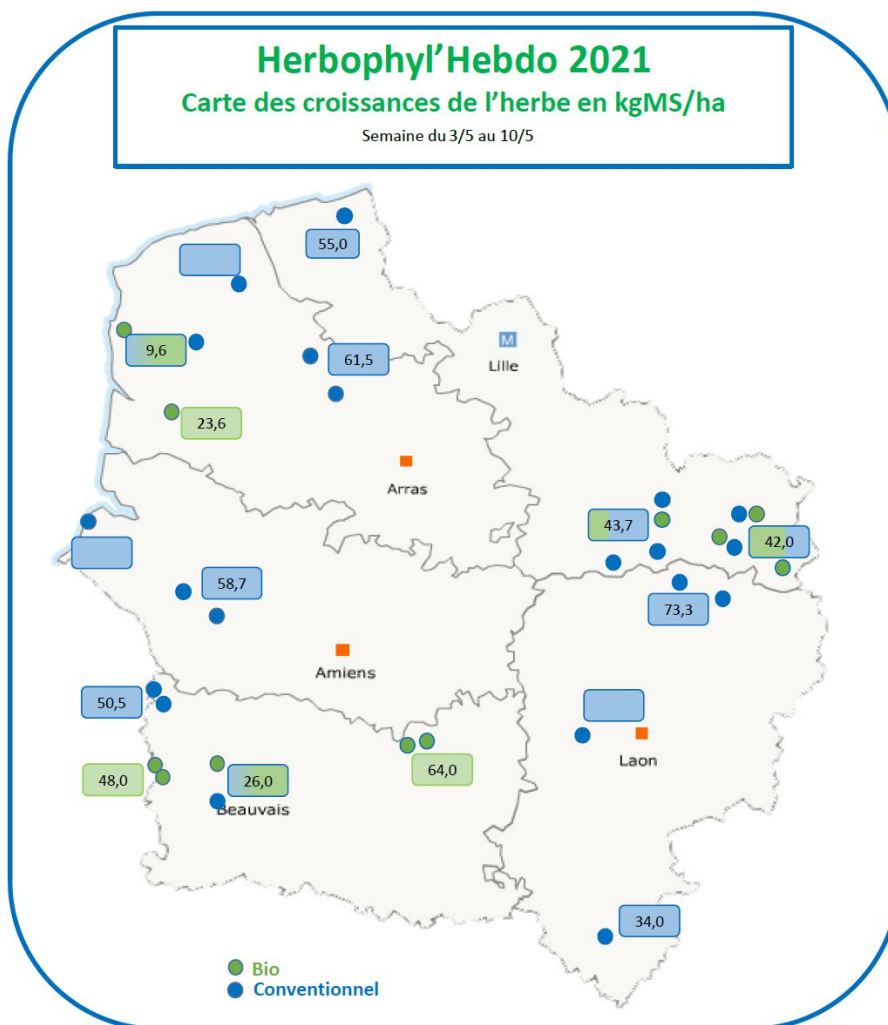 Herbophyl'Hebdo 2021
Carte des croissances de l'herbe en kgMS/ha
Semaine du 3/5 au 10/5
55,0
9,6
61,5
M
Lille
23,6
Arras
43,7
42,0
58,7
73,3
Amiens
50,5
Laon
48,0
26,0
64,0
Beauvais
34,0
Bio
Conventionnel